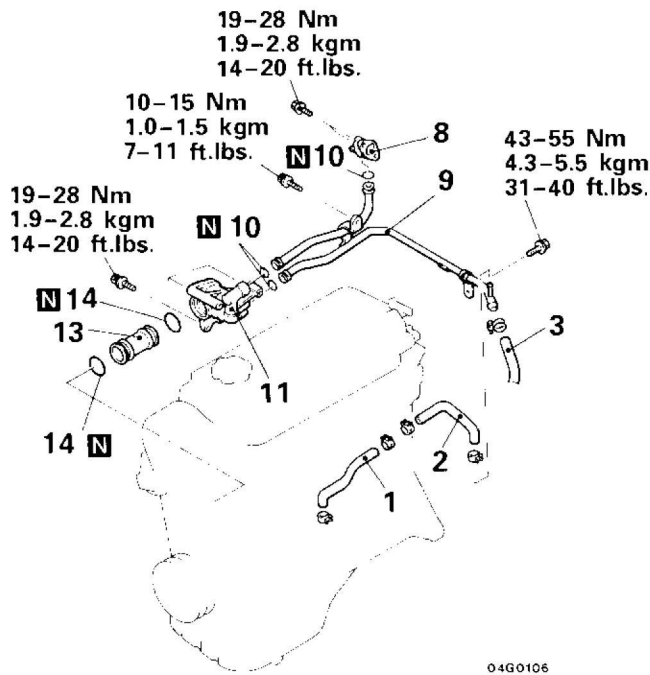 19-28 Nm
1.9-2.8 kgm
14-20 ft.lbs.
10-15 Nm
1.0-1.5 kgm
7-11 ft.lbs.
8
N 10
43-55 Nm
4.3-5.5 kgm
31-40 ft.lbs.
9
19-28 Nm
1.9-2.8 kgm
14-20 ft.lbs.
N 10
N 14
13
3
11
14 N
2
1
04G0106